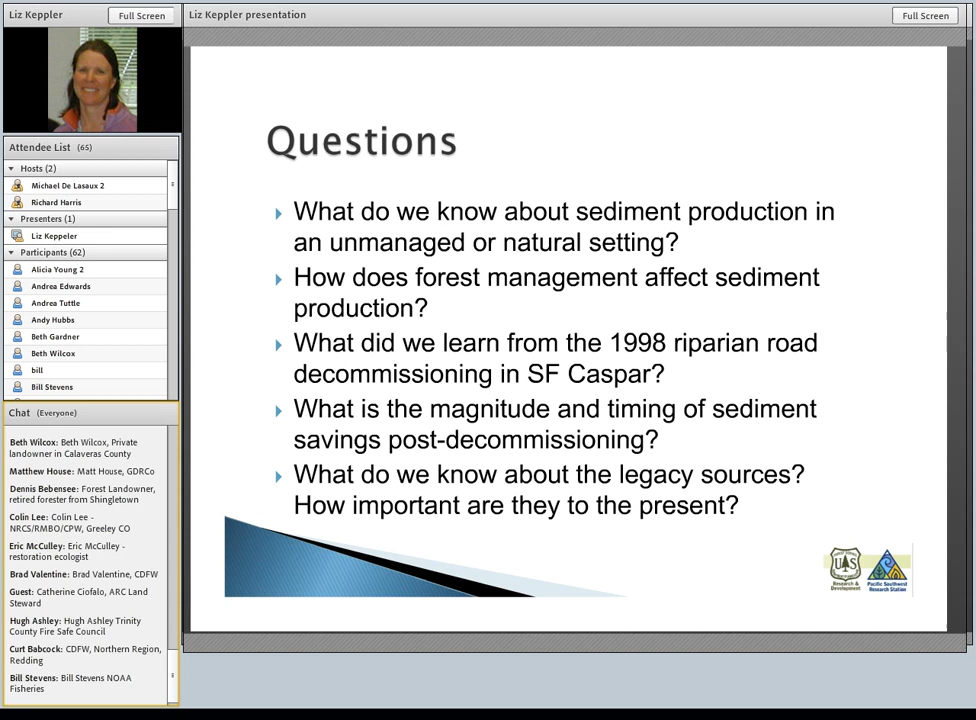 Liz Keppler
Full Screen
Liz Keppler presentation
Full Screen
Attendee List (65)
Hosts (2)
Michael De Lasaux 2
Richard Harris
Presenters (1)
Liz Keppeler
Participants (62)
Alicia Young 2
Andrea Edwards
Andrea Tuttle
Andy Hubbs
Beth Gardner
Beth Wilcox
bill
Bill Stevens
Chat (Everyone)
Beth Wilcox: Beth Wilcox, Private
landowner in Calaveras County
Matthew House: Matt House, GDRCo
Dennis Bebensee: Forest Landowner,
retired forester from Shingletown
Colin Lee: Colin Lee -
NRCS/RMBO/CPW, Greeley CO
Eric McCulley: Eric McCulley -
restoration ecologist
Brad Valentine: Brad Valentine, CDFW
Guest: Catherine Ciofalo, ARC Land
Steward
Hugh Ashley: Hugh Ashley Trinity
County Fire Safe Council
Curt Babcock: CDFW, Northern Region,
Redding
Bill Stevens: Bill Stevens NOAA
Fisheries
Questions
What do we know about sediment production in
an unmanaged or natural setting?
How does forest management affect sediment
production?
What did we learn from the 1998 riparian road
decommissioning in SF Caspar?
What is the magnitude and timing of sediment
savings post-decommissioning?
What do we know about the legacy sources?
How important are they to the present?
UAS
Research &
Development
Pacific Southwest
Research Station